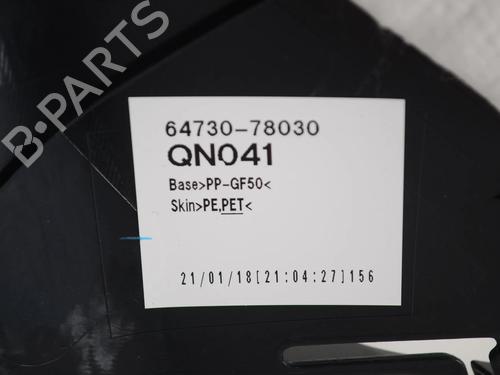 B-PARTS
64730-78030
QN041
Base>PP-GF50<
Skin>PE,PET<
21/01/18[21:04:27]156